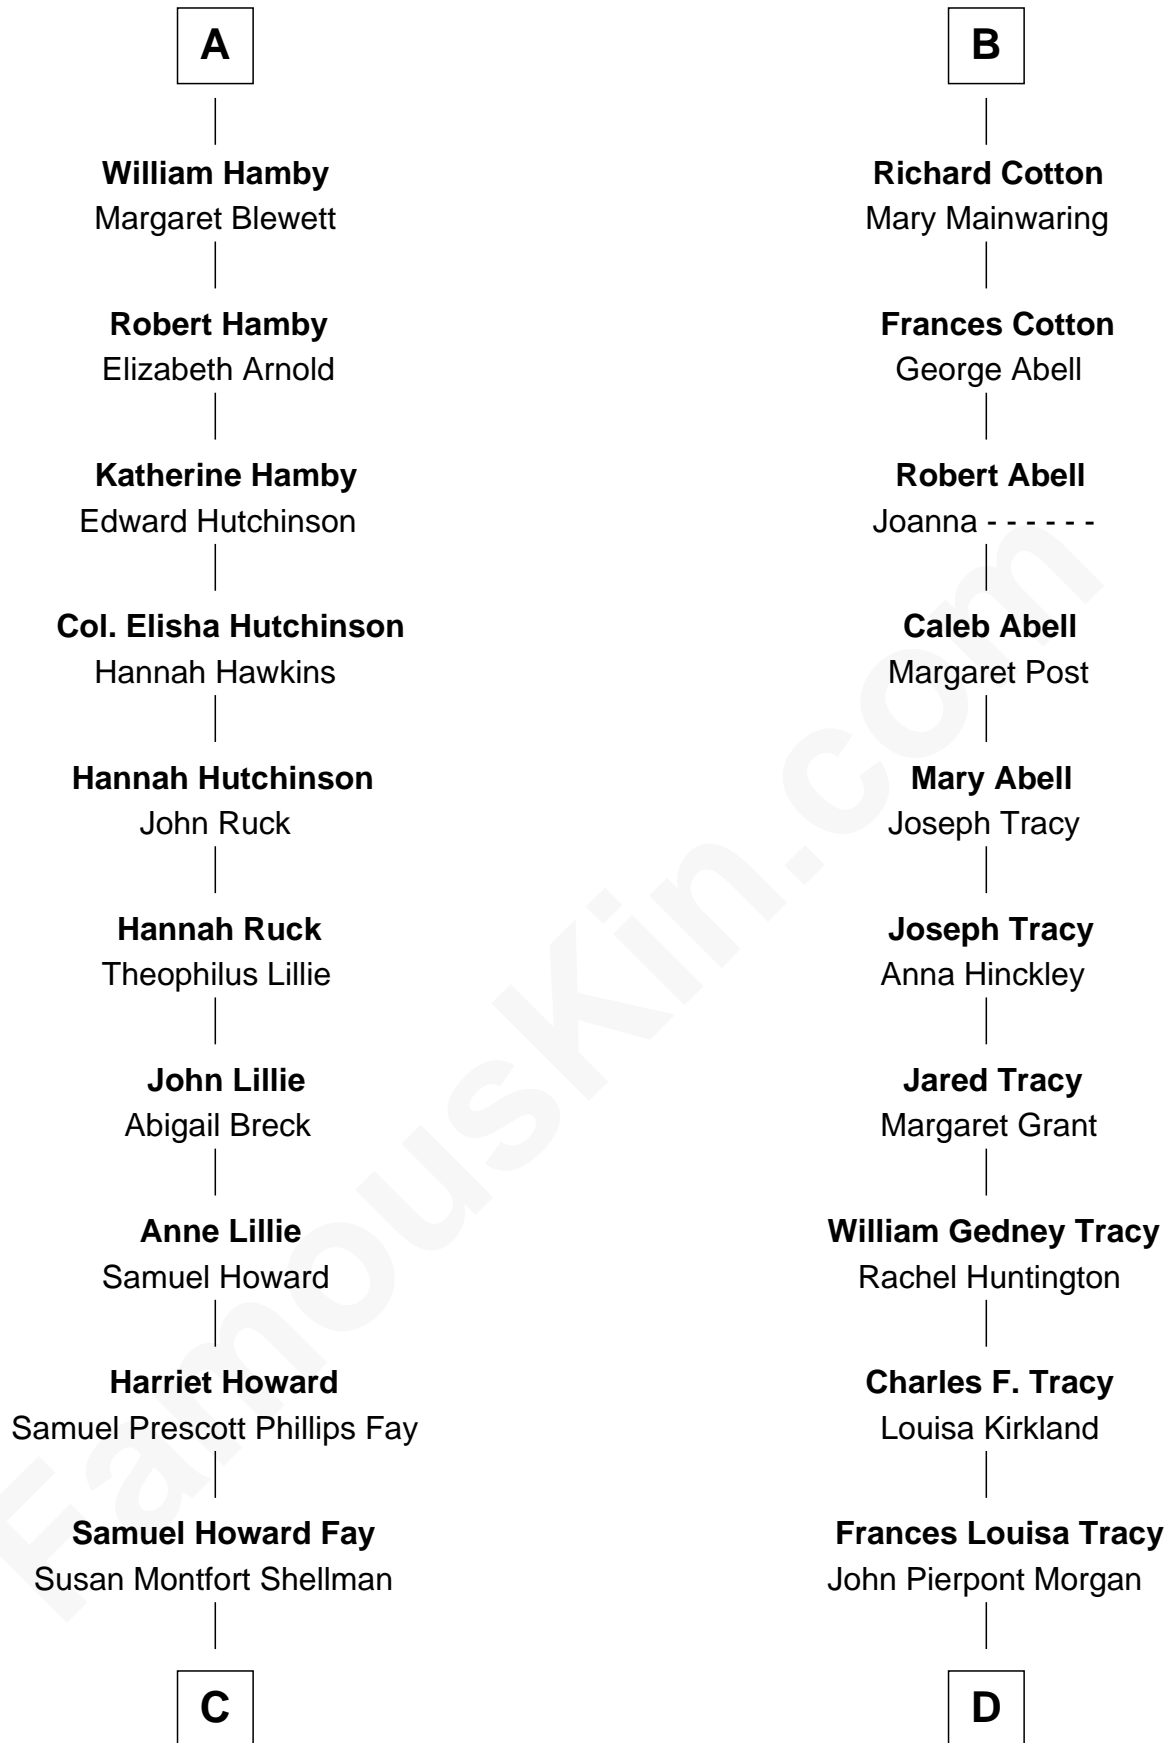 A
William Hamby
Margaret Blewett
Robert Hamby
Elizabeth Arnold
Katherine Hamby
Edward Hutchinson
Col. Elisha Hutchinson
Hannah Hawkins
Hannah Hutchinson
John Ruck
Hannah Ruck
Theophilus Lillie
John Lillie
Abigail Breck
Anne Lillie
Samuel Howard
Harriet Howard
Samuel Prescott Phillips Fay
Samuel Howard Fay
Susan Montfort Shellman
C
B
Richard Cotton
Mary Mainwaring
Frances Cotton
George Abell
Robert Abell
Joanna - - - - - -
Caleb Abell
Margaret Post
Mary Abell
Joseph Tracy
Joseph Tracy
Anna Hinckley
Jared Tracy
Margaret Grant
William Gedney Tracy
Rachel Huntington
Charles F. Tracy
Louisa Kirkland
Frances Louisa Tracy
John Pierpont Morgan
D
FamousKin.com